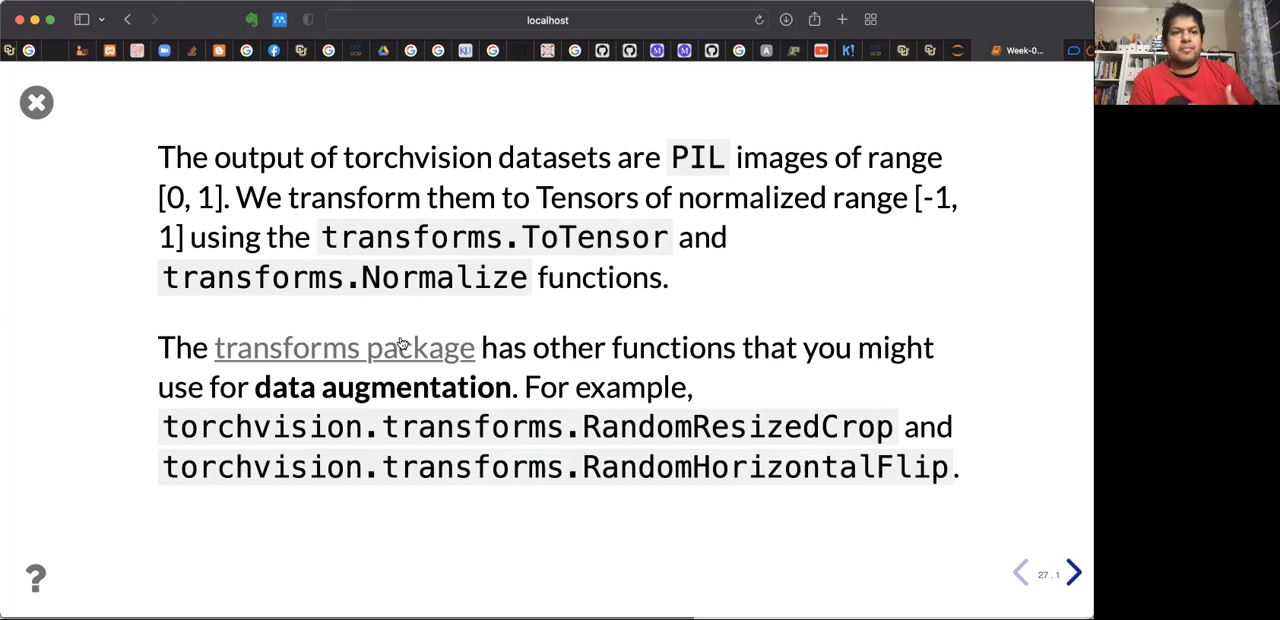 localhost
Week-0...
The output of torchvision datasets are PIL images of range
[0, 1]. We transform them to Tensors of normalized range [-1,
1] using the transforms.ToTensor and
transforms.Normalize functions.
The transforms package has other functions that you might
use for data augmentation. For example,
torchvision.transforms.RandomResizedCrop and
torchvision.transforms.RandomHorizontalFlip.
?
27.1